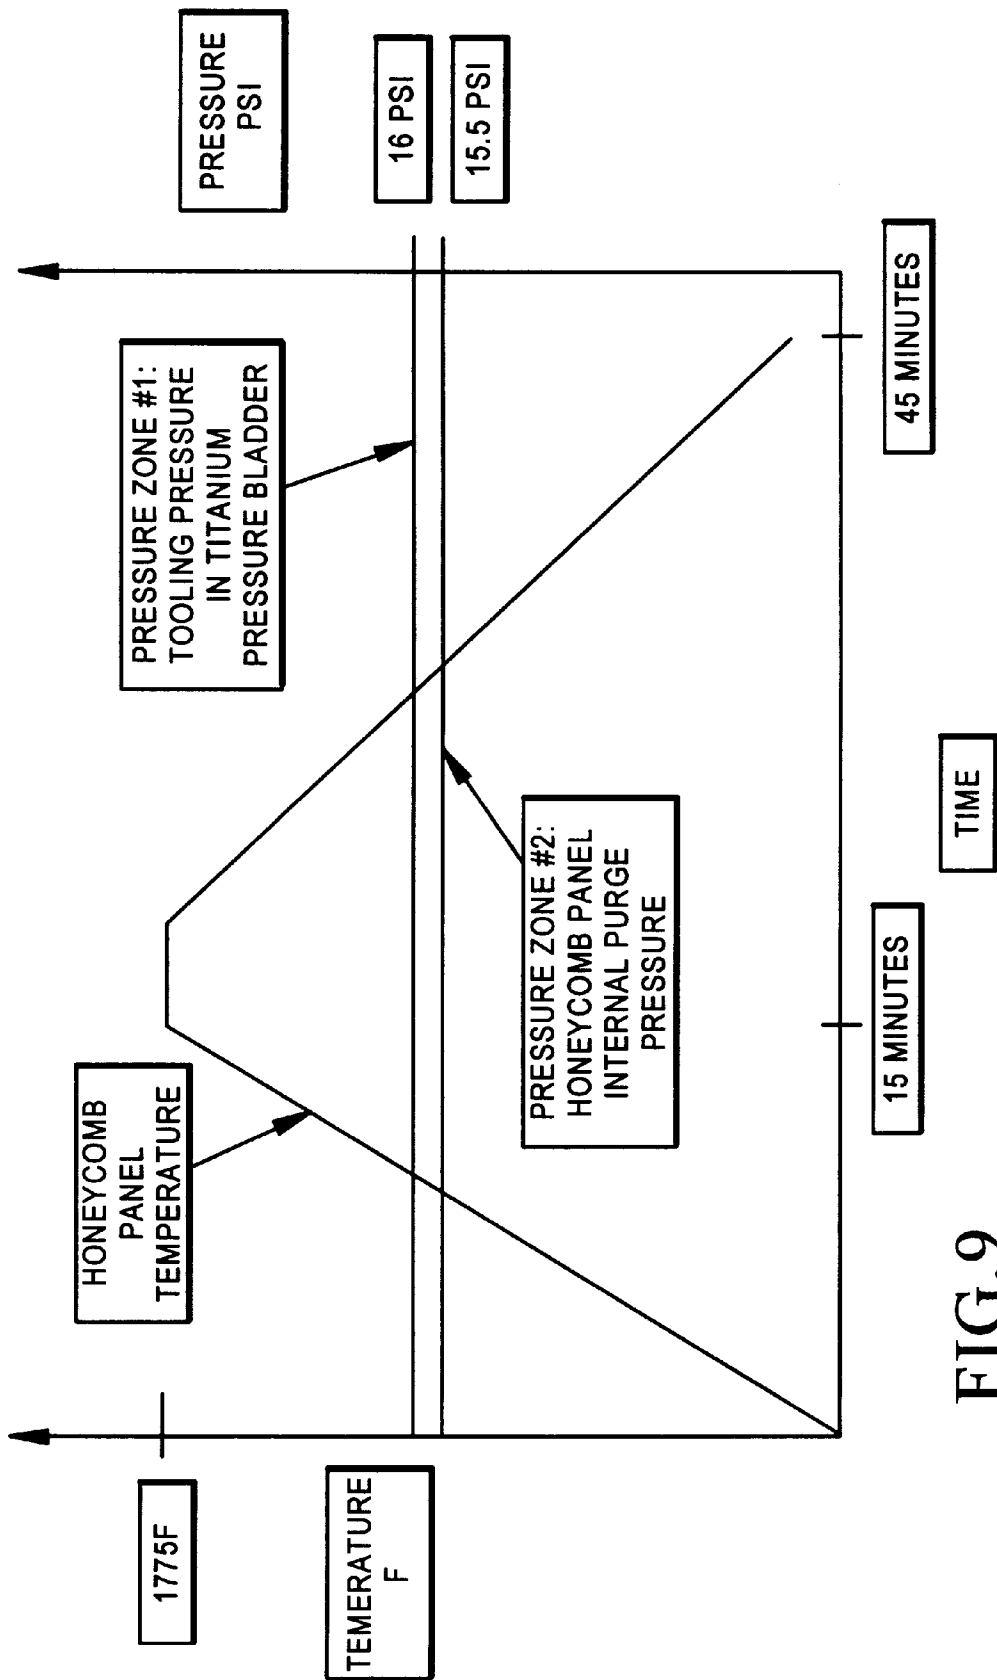 1775F
TEMERATURE
F
HONEYCOMB
PANEL
TEMPERATURE
PRESSURE ZONE #1:
TOOLING PRESSURE
IN TITANIUM
PRESSURE BLADDER
PRESSURE
PSI
16 PSI
15.5 PSI
PRESSURE ZONE #2:
HONEYCOMB PANEL
INTERNAL PURGE
PRESSURE
15 MINUTES
45 MINUTES
TIME
FIG.9